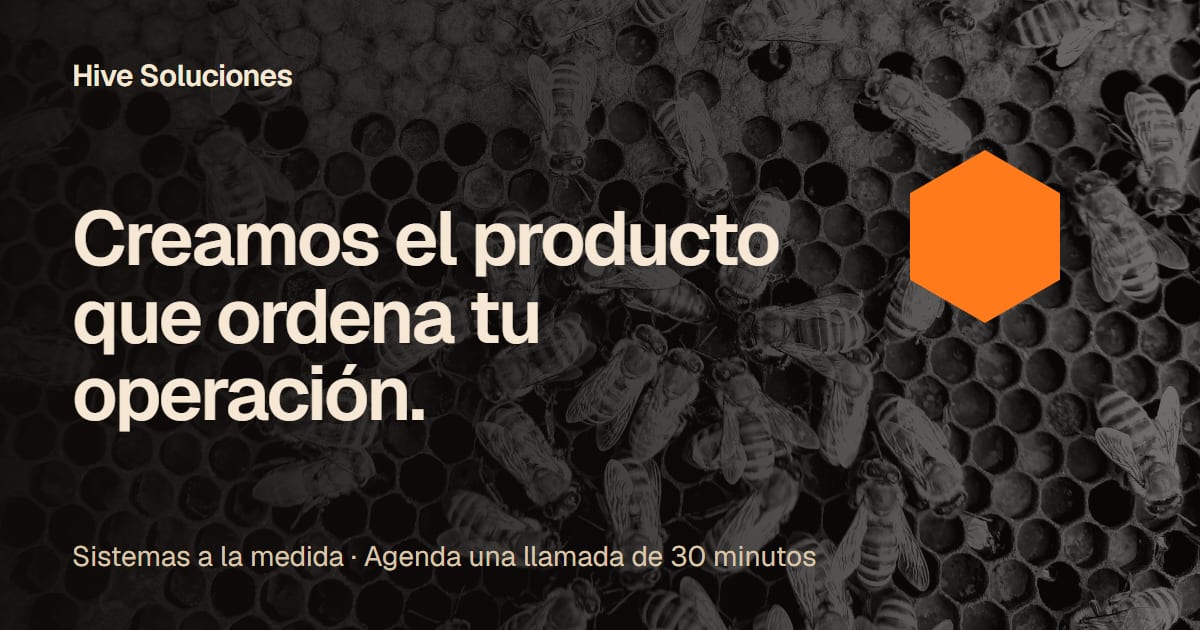 Hive Soluciones
Creamos el producto
que ordena tu
operación.
Sistemas a la medida · Agenda una llamada de 30 minutos